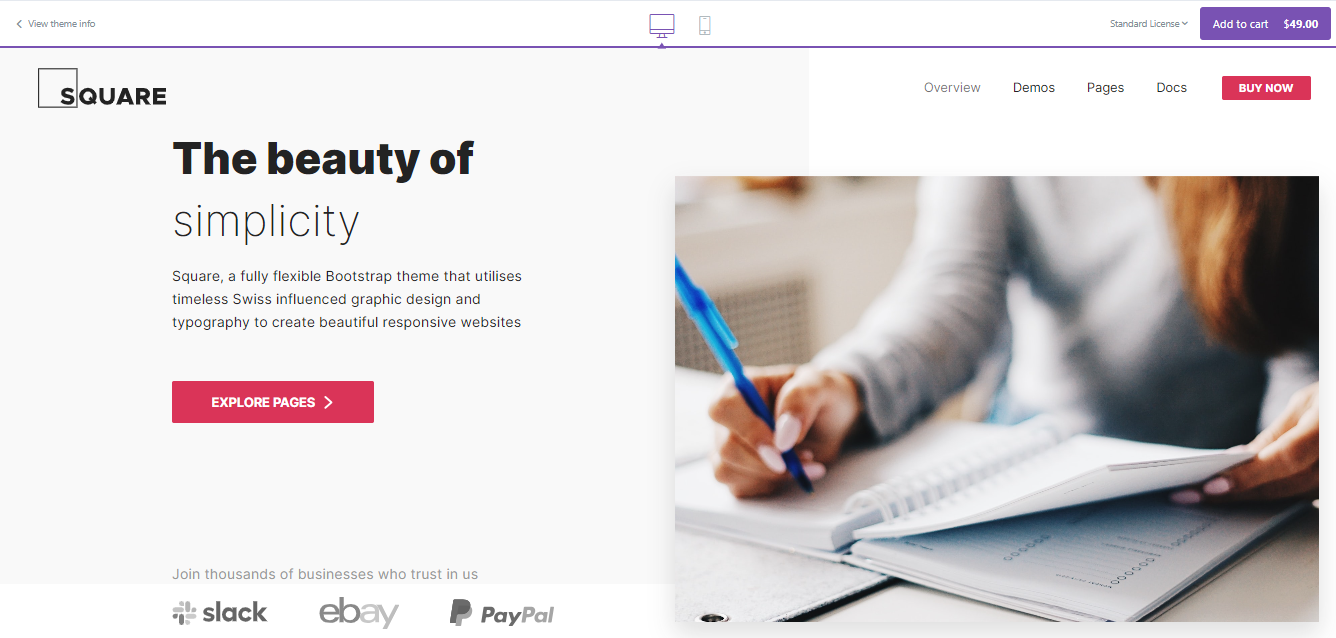 View theme info
Standard License
Add to cart $49.00
SQUARE
Overview Demos Pages Docs BUY NOW
The beauty of
simplicity
Square, a fully flexible Bootstrap theme that utilises
timeless Swiss influenced graphic design and
typography to create beautiful responsive websites
EXPLORE PAGES
Join thousands of businesses who trust in us
slack ebay PayPal